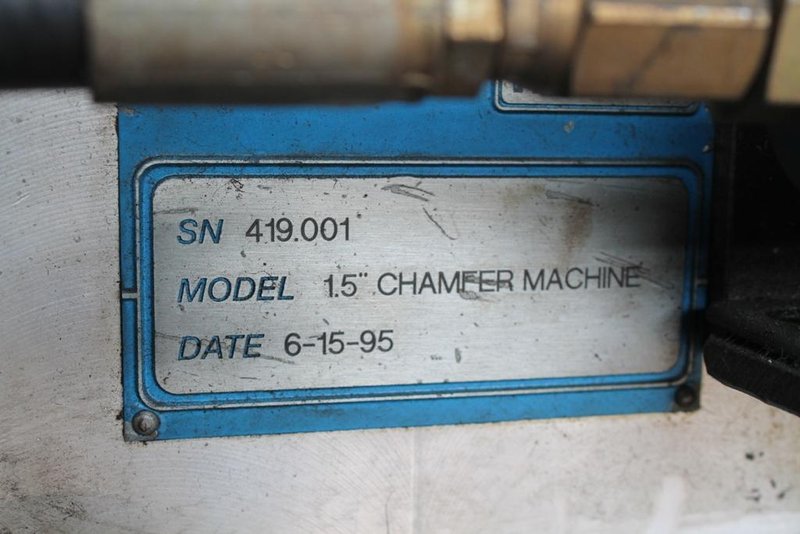 SN 419.001
MODEL 1.5" CHAMFER MACHINE
DATE 6-15-95